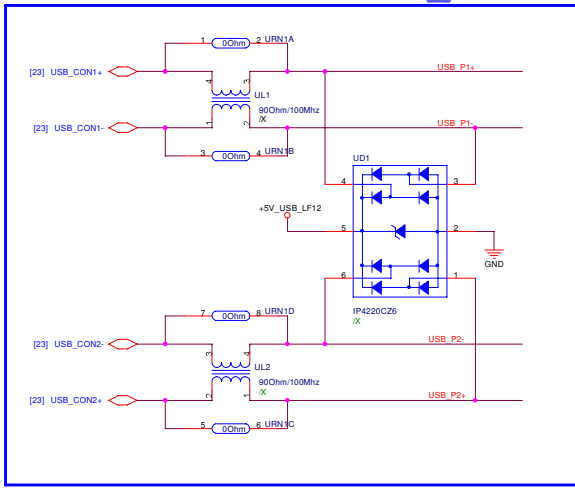 1 0Ohm 2 URN1A
[23] USB_CON1+ USB_P1+
4 3
UL1
90Ohm/100Mhz
/X
1 2
[23] USB_CON1- USB_P1-
3 0Ohm 4 URN1B
UD1
4 3
+5V_USB_LF12
5 2
GND
6 1
IP4220CZ6
/X
7 0Ohm 8 URN1D
[23] USB_CON2- USB_P2-
3 4
UL2
90Ohm/100Mhz
/X
2 1
[23] USB_CON2+ USB_P2+
5 0Ohm 6 URN1C